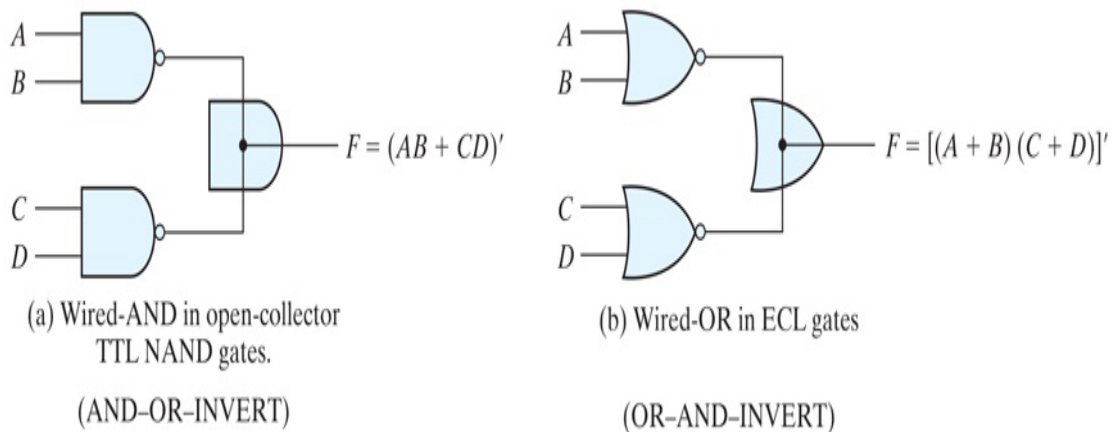 A
B
C
D
F = (AB + CD)′
(a) Wired-AND in open-collector
TTL NAND gates.
(AND–OR–INVERT)
A
B
C
D
F = [(A + B) (C + D)]′
(b) Wired-OR in ECL gates
(OR–AND–INVERT)